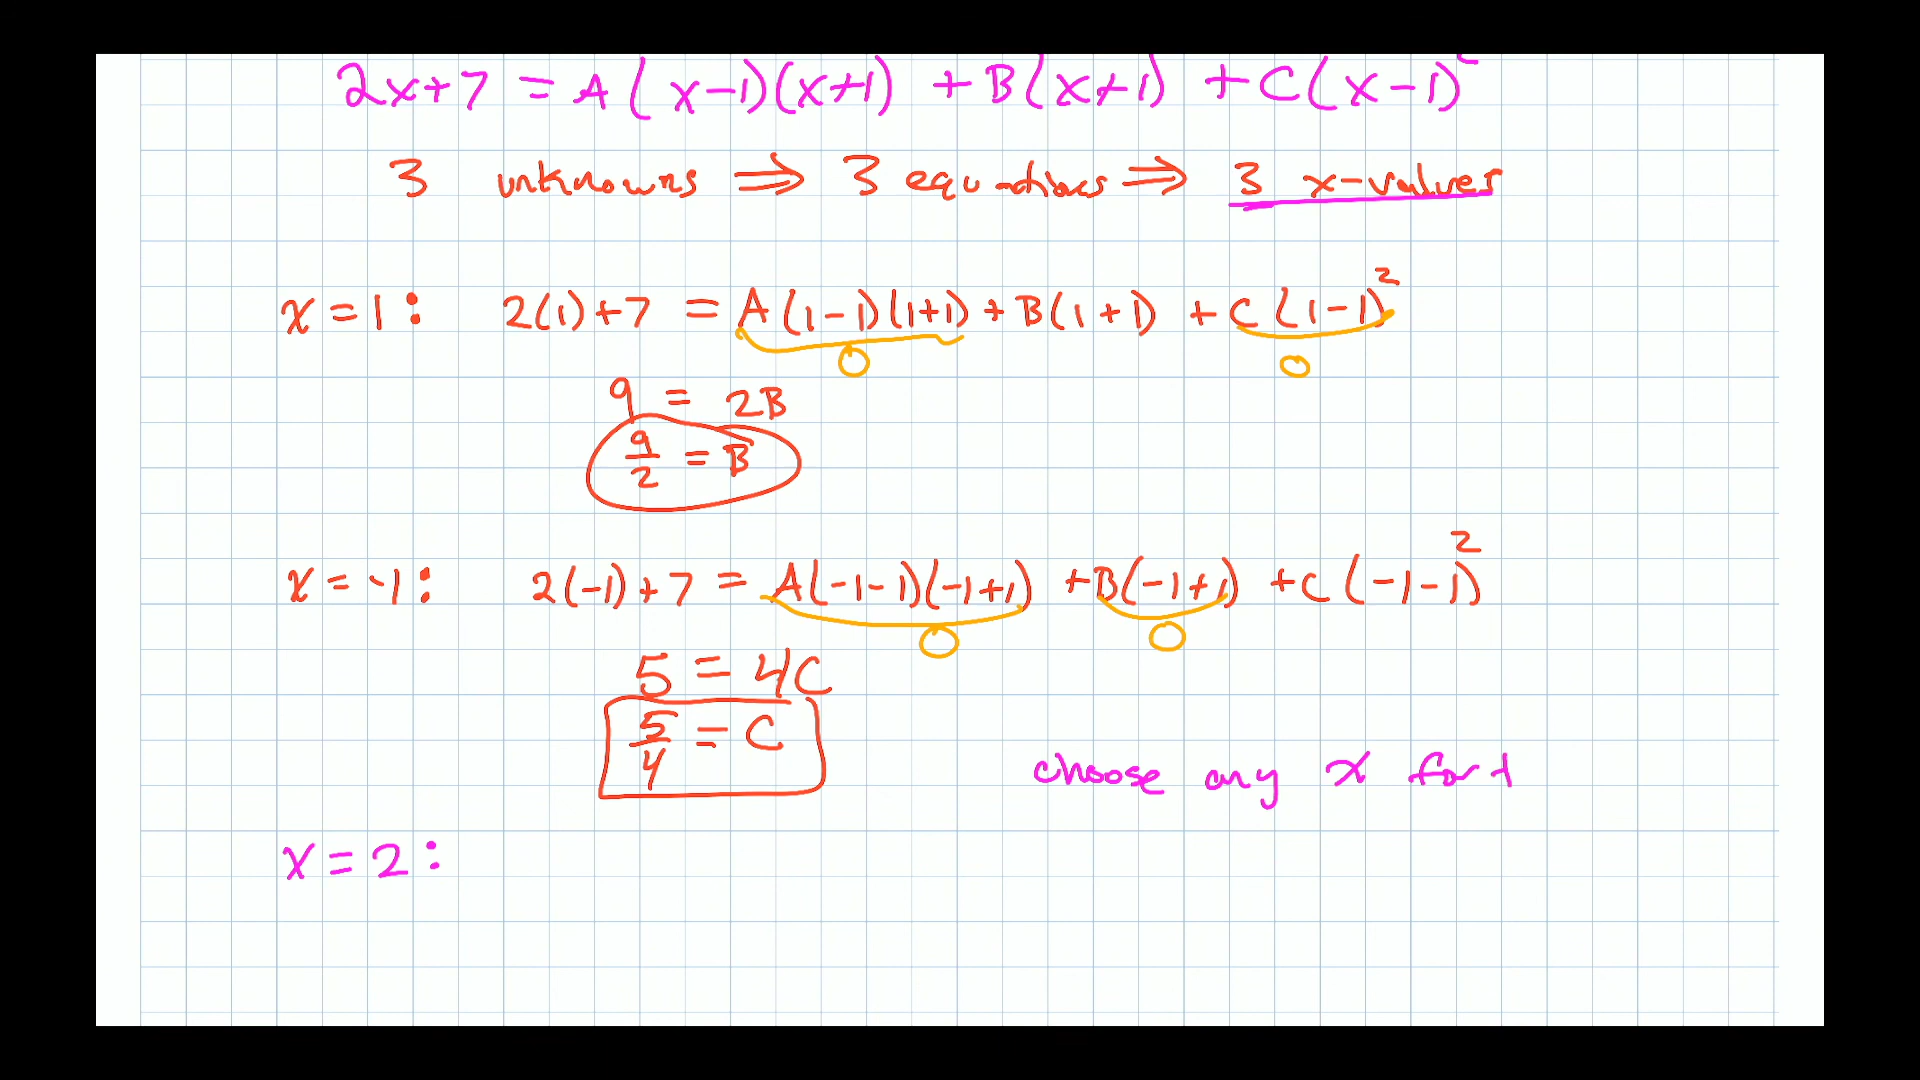 2x+7 = A(x-1)(x+1) + B(x+1) + C(x-1)²
3 unknowns ⇒ 3 equations ⇒ 3 x-values
x = 1 : 2(1)+7 = A(1-1)(1+1) + B(1+1) + C(1-1)²
0 0
9 = 2B
9/2 = B
x = -1 : 2(-1)+7 = A(-1-1)(-1+1) + B(-1+1) + C(-1-1)²
0 0
5 = 4C
5/4 = C
choose any x for t
x = 2 :